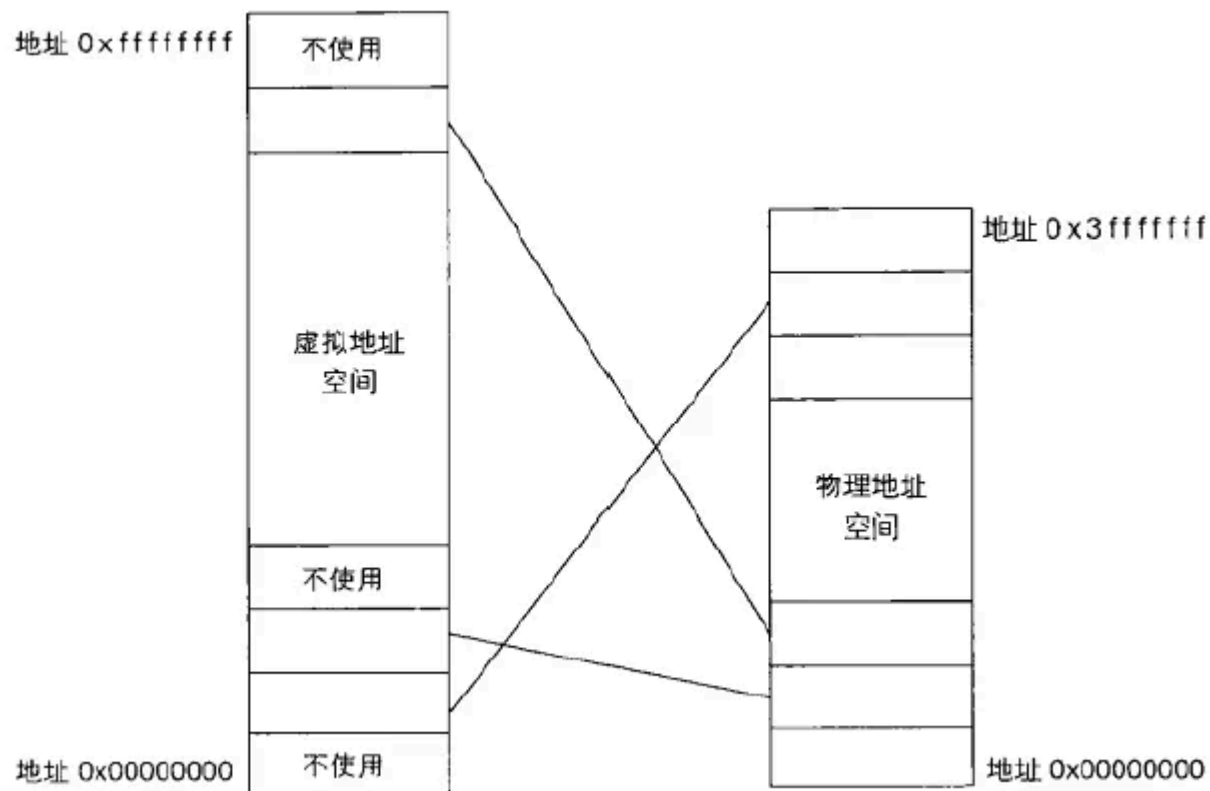 地址 0xffffffff
不使用
虚拟地址
空间
不使用
地址 0x00000000
不使用
地址 0x3fffffff
物理地址
空间
地址 0x00000000